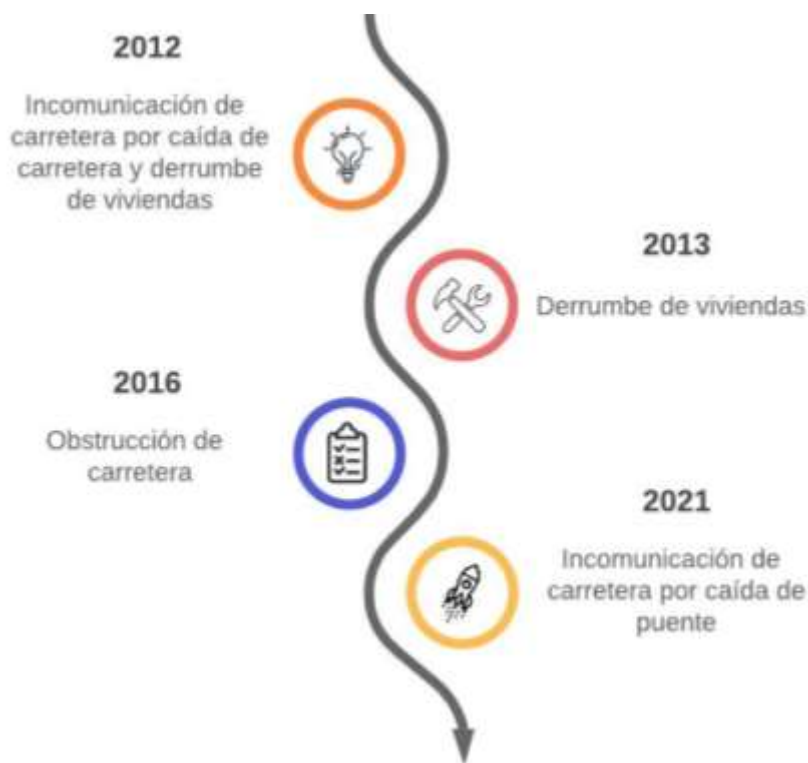 2012
Incomunicación de
carretera por caída de
carretera y derrumbe
de viviendas
2013
Derrumbe de viviendas
2016
Obstrucción de
carretera
2021
Incomunicación de
carretera por caída de
puente